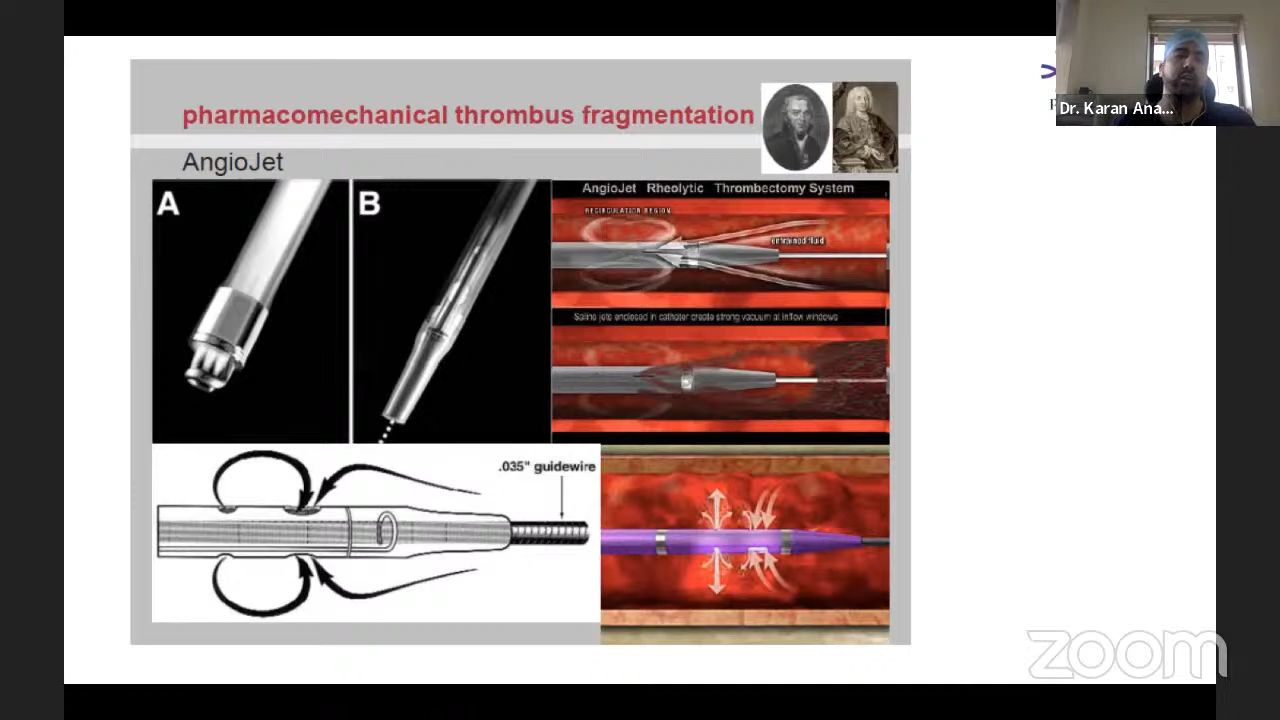 pharmacomechanical thrombus fragmentation
AngioJet
A
B
AngioJet Rheolytic Thrombectomy System
RECIRCULATION REGION
entrained fluid
Saline jets enclosed in catheter create strong vacuum at inflow windows
.035" guidewire
Dr. Karan Ana...
zoom